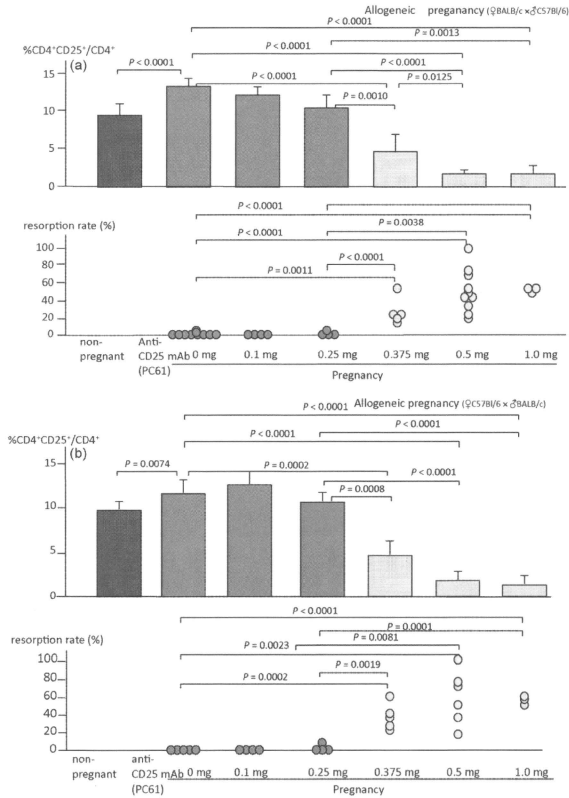 Allogeneic preganancy (♀BALB/c ×♂C57Bl/6)
P < 0.0001
P = 0.0013
%CD4⁺CD25⁺/CD4⁺
P < 0.0001
(a)
P < 0.0001
P < 0.0001
P < 0.0001
P = 0.0125
P = 0.0010
15
10
5
0
P < 0.0001
resorption rate (%)
P = 0.0038
P < 0.0001
P < 0.0001
P = 0.0011
100
80
60
40
20
0
non-
pregnant
Anti-
CD25 mAb
(PC61)
0 mg
0.1 mg
0.25 mg
0.375 mg
0.5 mg
1.0 mg
Pregnancy
Allogeneic pregnancy (♀C57Bl/6 ×♂BALB/c)
P < 0.0001
%CD4⁺CD25⁺/CD4⁺
P < 0.0001
P < 0.0001
(b)
P = 0.0074
P = 0.0002
P < 0.0001
P = 0.0008
15
10
5
0
P < 0.0001
P = 0.0001
resorption rate (%)
P = 0.0081
P = 0.0023
P = 0.0019
P = 0.0002
100
80
60
40
20
0
non-
pregnant
anti-
CD25 mAb
(PC61)
0 mg
0.1 mg
0.25 mg
0.375 mg
0.5 mg
1.0 mg
Pregnancy